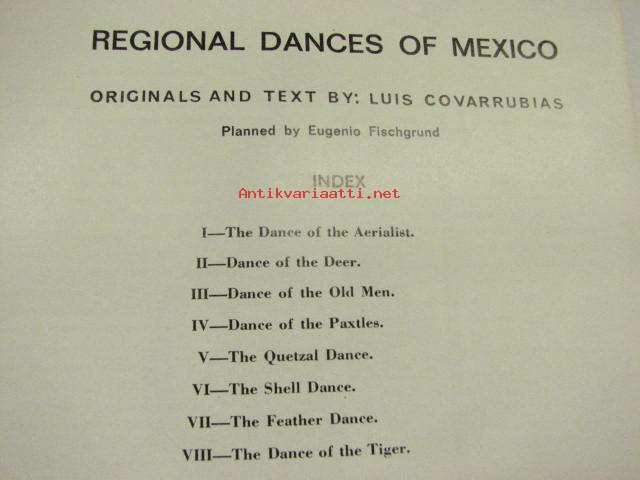 REGIONAL DANCES OF MEXICO
ORIGINALS AND TEXT BY: LUIS COVARRUBIAS
Planned by Eugenio Fischgrund
INDEX
Antikvariaatti.net
I—The Dance of the Aerialist.
II—Dance of the Deer.
III—Dance of the Old Men.
IV—Dance of the Paxtles.
V—The Quetzal Dance.
VI—The Shell Dance.
VII—The Feather Dance.
VIII—The Dance of the Tiger.